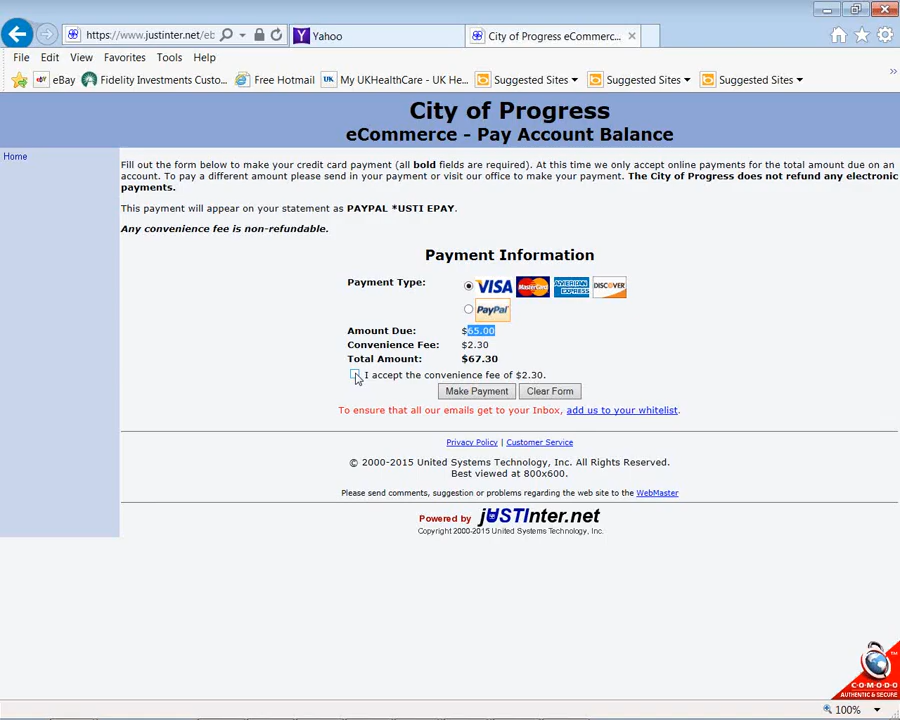 https://www.justinter.net/eb
Yahoo
City of Progress eCommerc...
File Edit View Favorites Tools Help
eBay Fidelity Investments Custo... Free Hotmail UK My UKHealthCare - UK He... Suggested Sites Suggested Sites Suggested Sites
City of Progress
eCommerce - Pay Account Balance
Home
Fill out the form below to make your credit card payment (all bold fields are required). At this time we only accept online payments for the total amount due on an
account. To pay a different amount please send in your payment or visit our office to make your payment. The City of Progress does not refund any electronic
payments.
This payment will appear on your statement as PAYPAL *USTI EPAY.
Any convenience fee is non-refundable.
Payment Information
Payment Type: VISA MasterCard AMERICAN EXPRESS DISCOVER
PayPal
Amount Due: $65.00
Convenience Fee: $2.30
Total Amount: $67.30
I accept the convenience fee of $2.30.
Make Payment Clear Form
To ensure that all our emails get to your Inbox, add us to your whitelist.
Privacy Policy | Customer Service
© 2000-2015 United Systems Technology, Inc. All Rights Reserved.
Best viewed at 800x600.
Please send comments, suggestion or problems regarding the web site to the WebMaster
Powered by jUSTInter.net
Copyright 2000-2015 United Systems Technology, Inc.
COMODO
AUTHENTIC & SECURE
100%